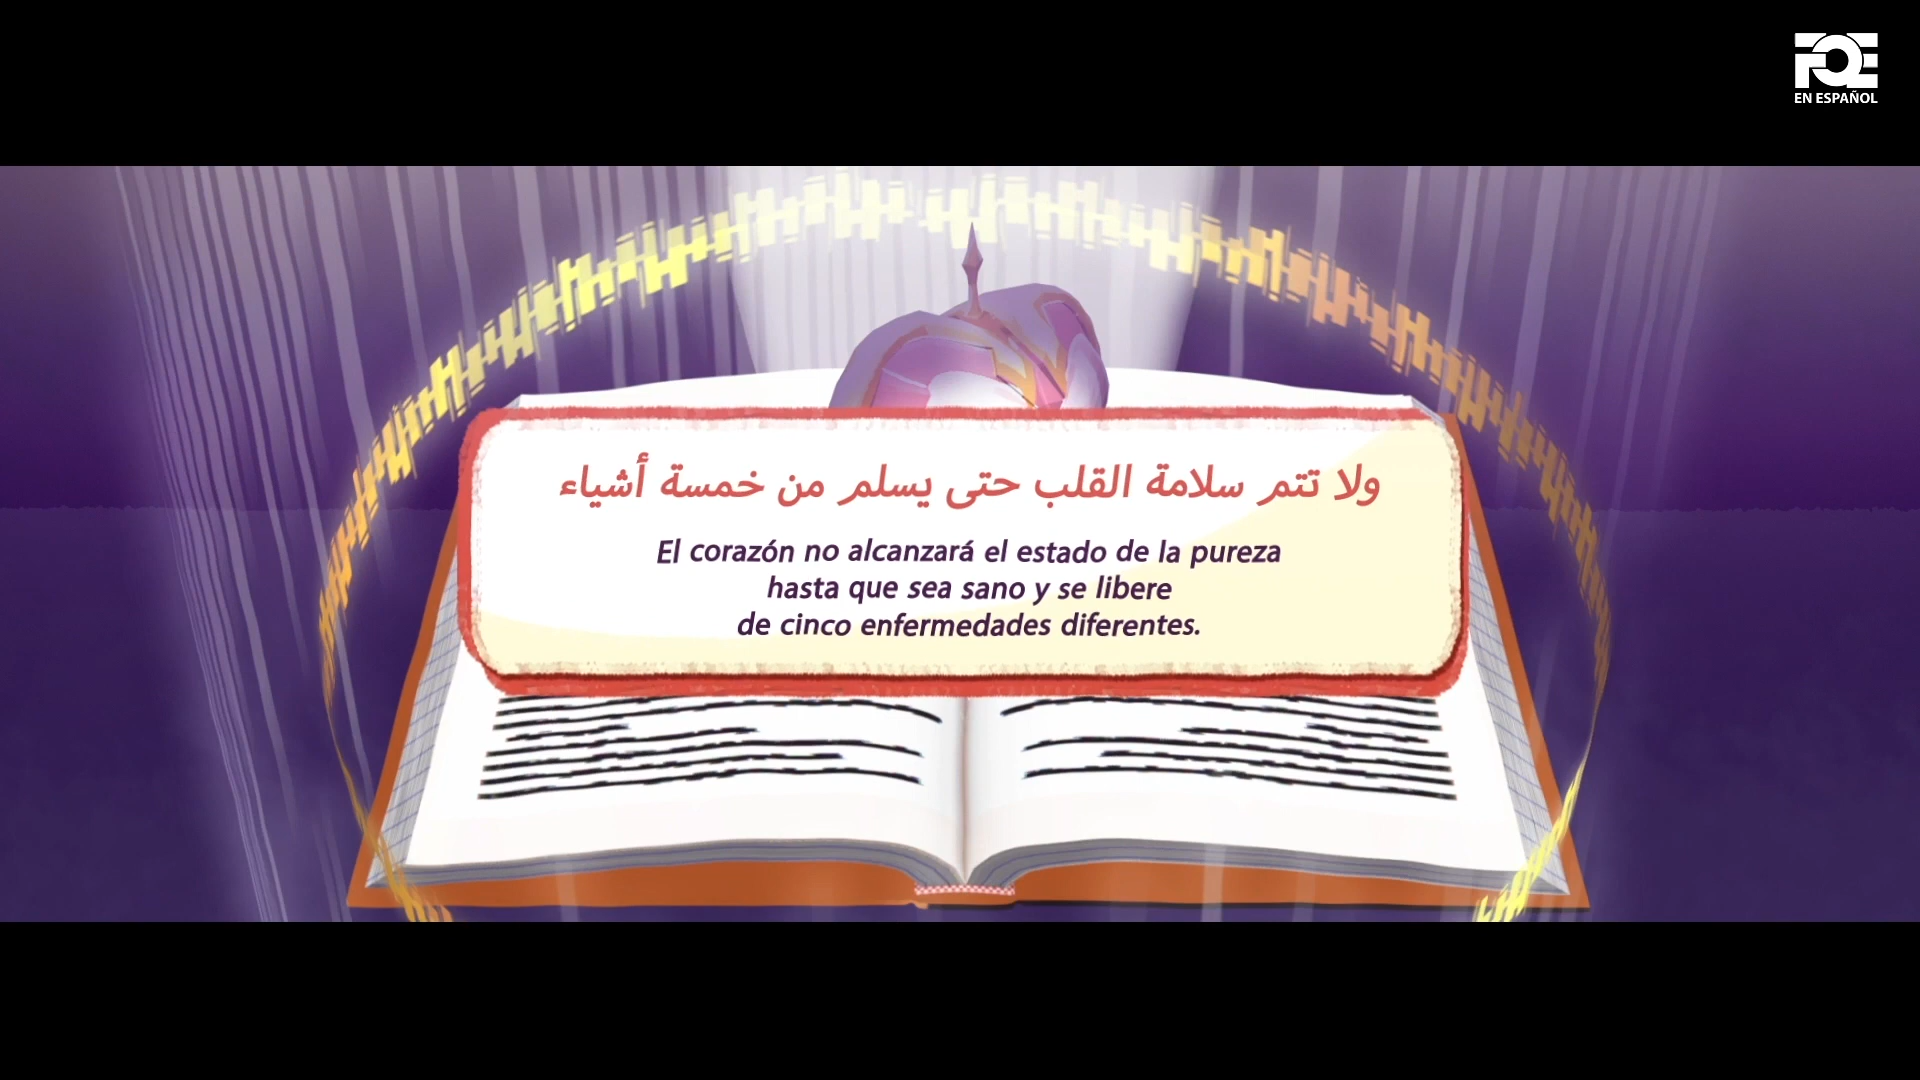 FQE
EN ESPAÑOL
ولا تتم سلامة القلب حتى يسلم من خمسة أشياء
El corazón no alcanzará el estado de la pureza
hasta que sea sano y se libere
de cinco enfermedades diferentes.